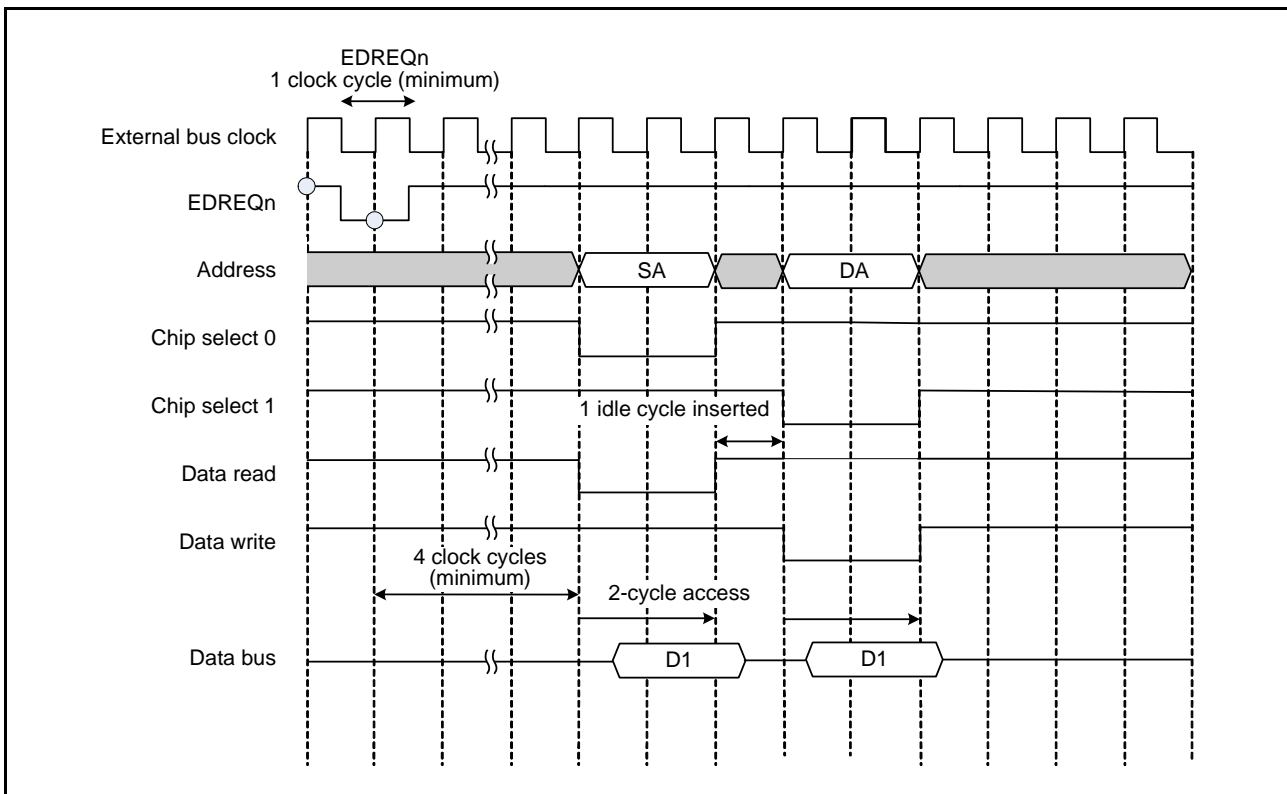 EDREQn
1 clock cycle (minimum)
External bus clock
EDREQn
Address
SA
DA
Chip select 0
Chip select 1
1 idle cycle inserted
Data read
Data write
4 clock cycles
(minimum)
2-cycle access
Data bus
D1
D1